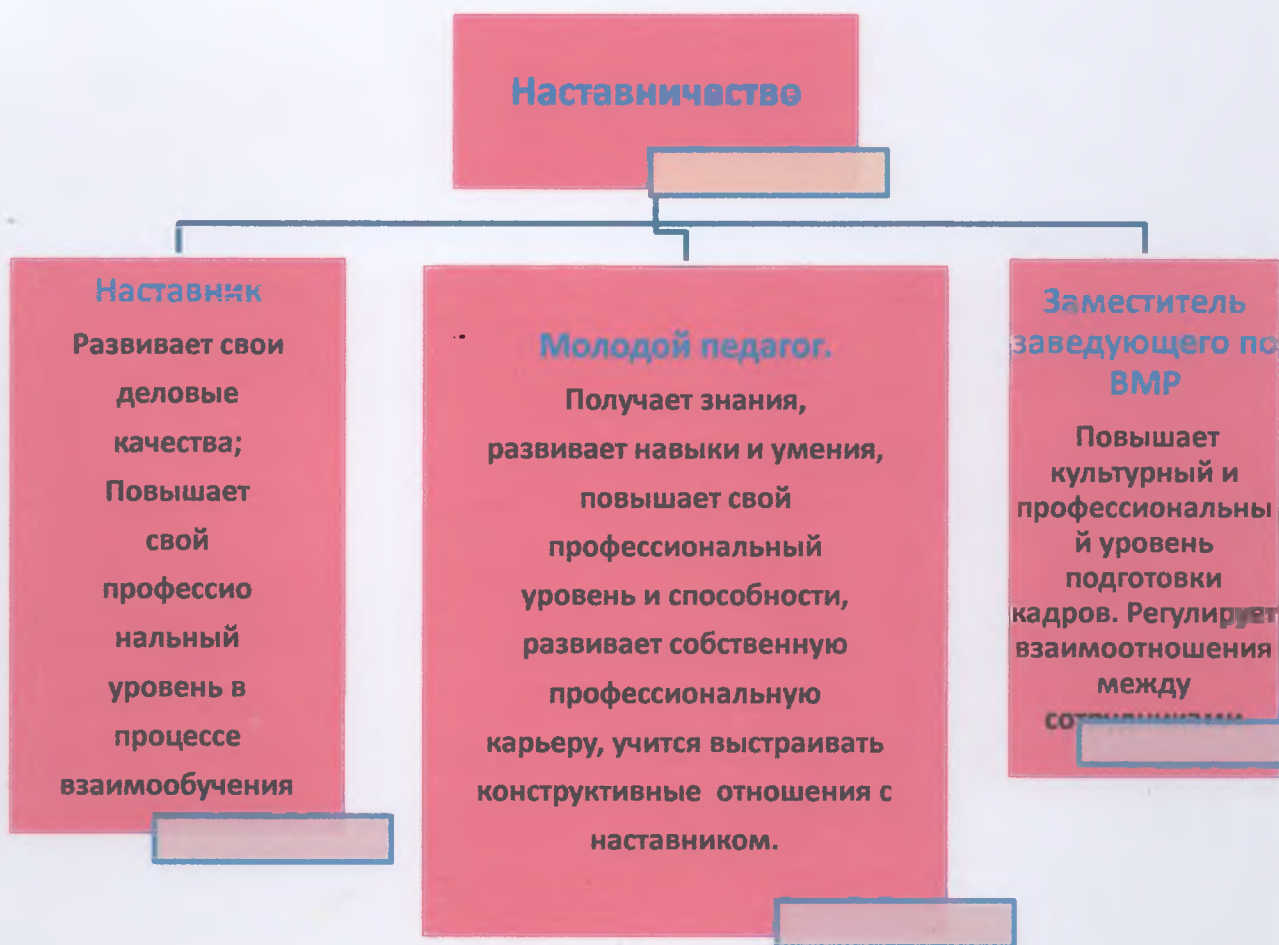 Наставничество
Наставник
Развивает свои
деловые
качества;
Повышает
свой
профессио
нальный
уровень в
процессе
взаимообучения
Молодой педагог.
Получает знания,
развивает навыки и умения,
повышает свой
профессиональный
уровень и способности,
развивает собственную
профессиональную
карьеру, учится выстраивать
конструктивные отношения с
наставником.
Заместитель
заведующего по
ВМР
Повышает
культурный и
профессиональны
й уровень
подготовки
кадров. Регулирует
взаимоотношения
между
сотрудниками